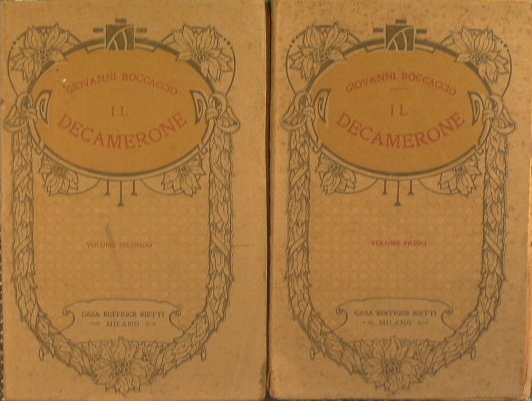 GIOVANNI BOCCACCIO
IL
DECAMERONE
VOLUME SECONDO
CASA EDITRICE BIETTI
MILANO
GIOVANNI BOCCACCIO
IL
DECAMERONE
VOLUME PRIMO
CASA EDITRICE BIETTI
MILANO